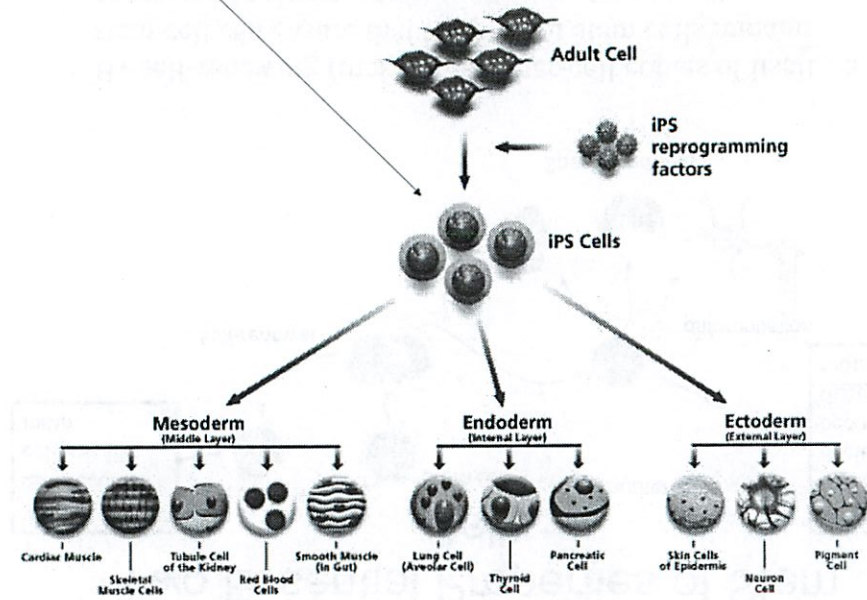 Adult Cell
iPS
reprogramming
factors
iPS Cells
Mesoderm
(Middle Layer)
Endoderm
(Internal Layer)
Ectoderm
(External Layer)
Cardiac Muscle
Skeletal
Muscle Cells
Tubule Cell
of the Kidney
Red Blood
Cells
Smooth Muscle
(in Gut)
Lung Cell
(Aveolar Cell)
Thyroid
Cell
Pancreatic
Cell
Skin Cells
of Epidermis
Neuron
Cell
Pigment
Cell